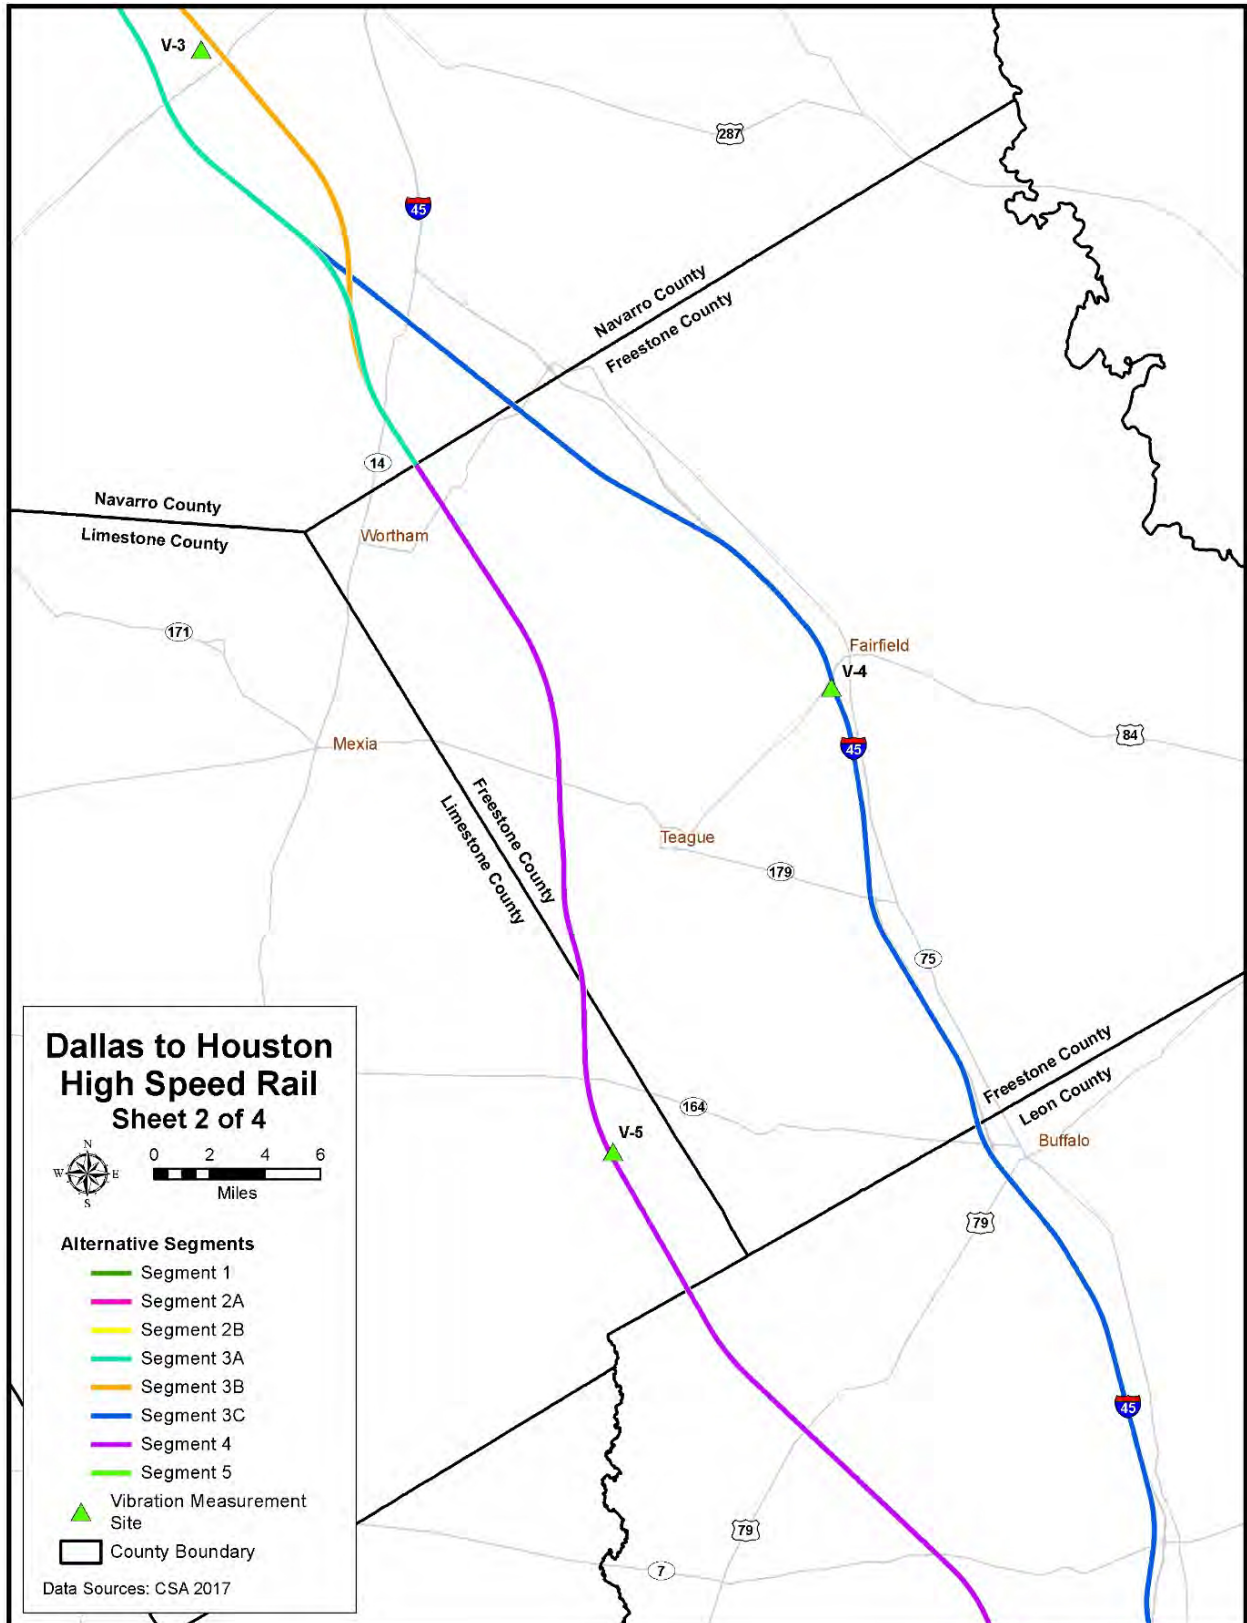 V-3
287
45
Navarro County
Freestone County
14
Navarro County
Limestone County
Wortham
171
Fairfield
V-4
84
Mexia
45
Freestone County
Limestone County
Teague
179
75
Freestone County
Leon County
164
Buffalo
V-5
79
45
79
7
Dallas to Houston
High Speed Rail
Sheet 2 of 4
N
W E
S
0 2 4 6
Miles
Alternative Segments
Segment 1
Segment 2A
Segment 2B
Segment 3A
Segment 3B
Segment 3C
Segment 4
Segment 5
Vibration Measurement
Site
County Boundary
Data Sources: CSA 2017